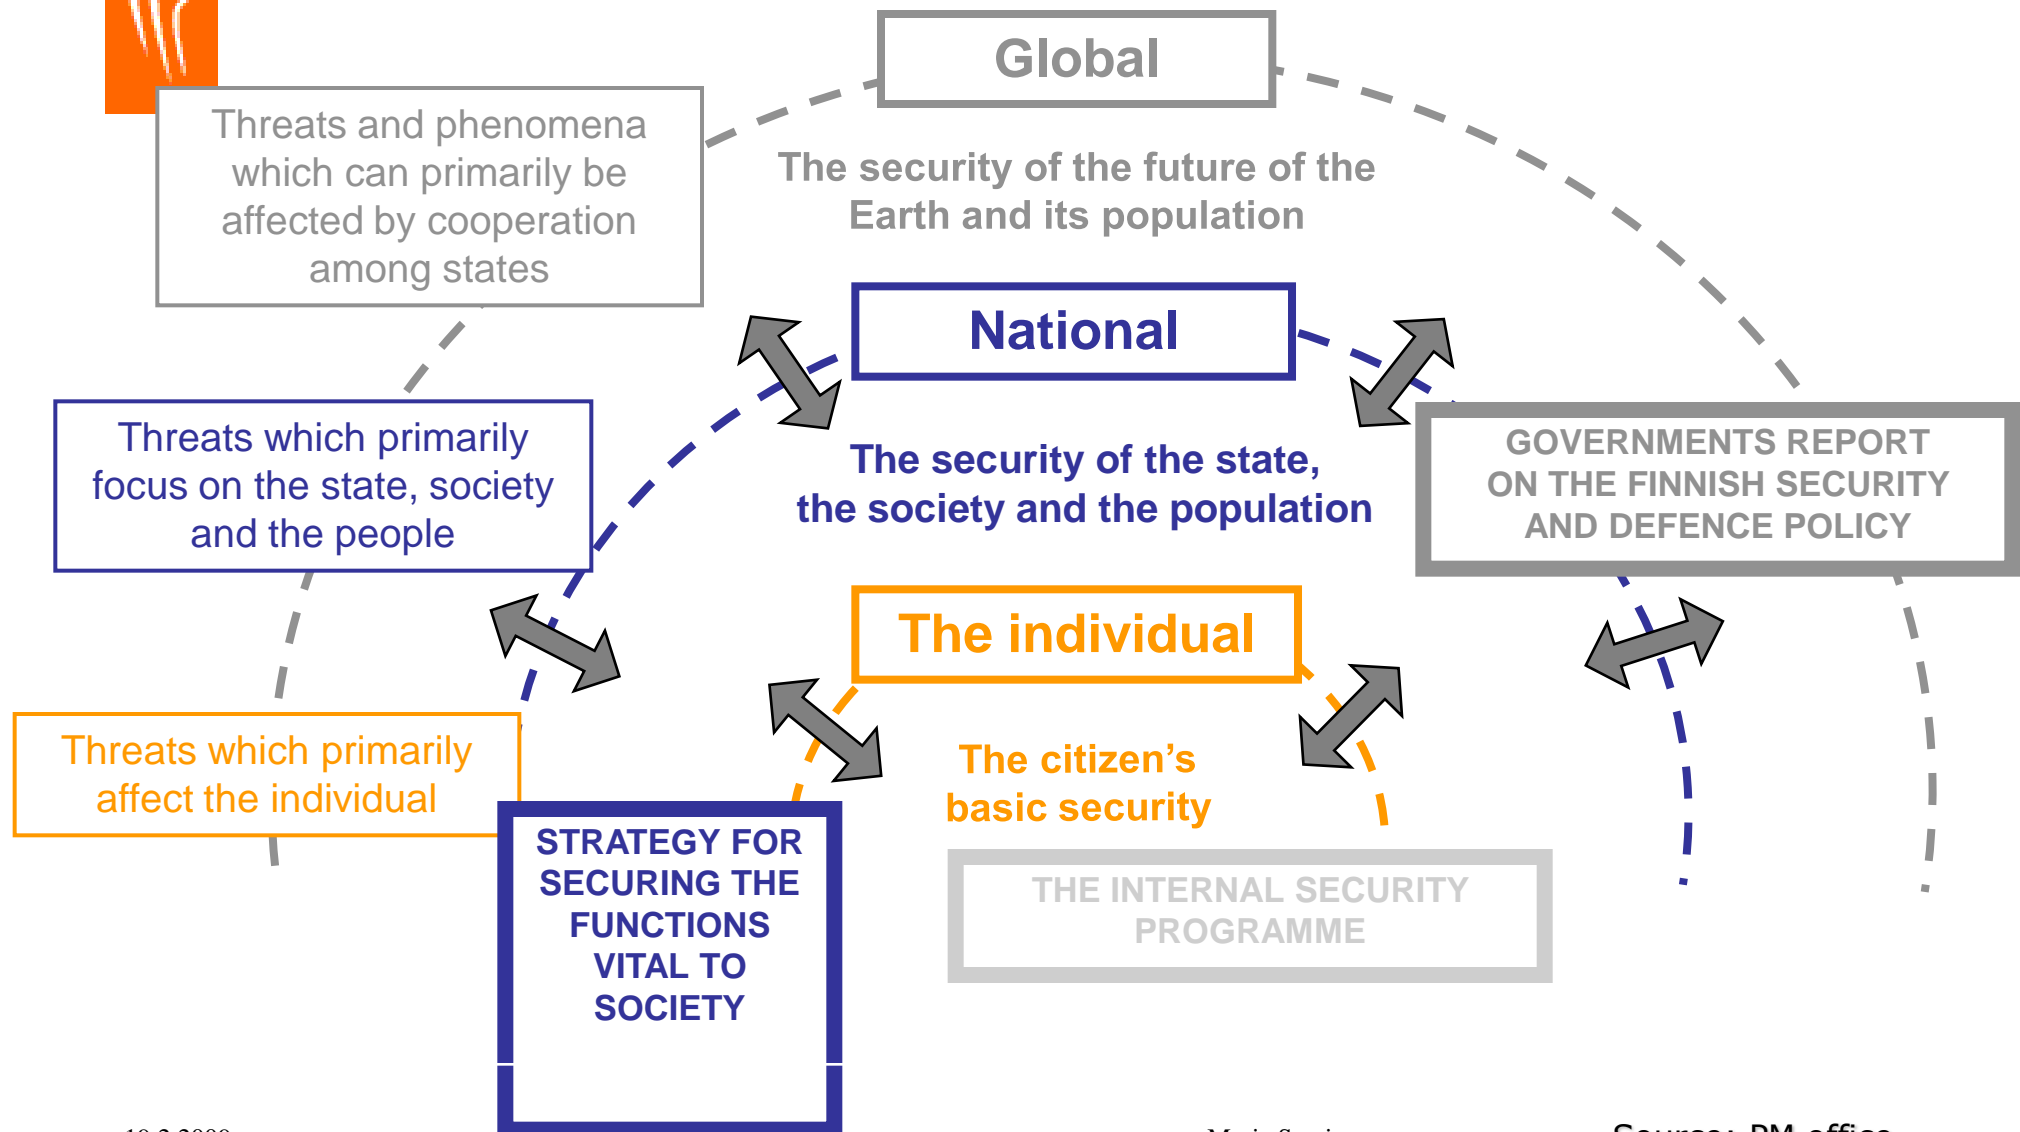 Global
Threats and phenomena
which can primarily be
affected by cooperation
among states
The security of the future of the
Earth and its population
National
Threats which primarily
focus on the state, society
and the people
The security of the state,
the society and the population
GOVERNMENTS REPORT
ON THE FINNISH SECURITY
AND DEFENCE POLICY
The individual
Threats which primarily
affect the individual
The citizen's
basic security
STRATEGY FOR
SECURING THE
FUNCTIONS
VITAL TO
SOCIETY
THE INTERNAL SECURITY
PROGRAMME
Source: PM office